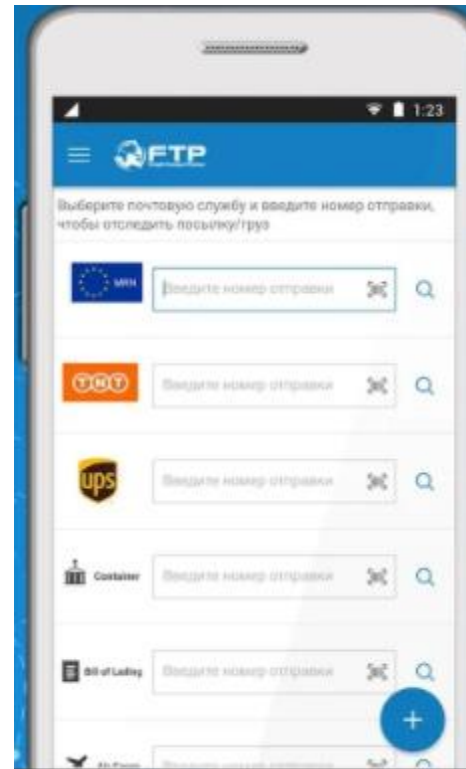 1:23
FTP
Выберите почтовую службу и введите номер отправки,
чтобы отследить посылку/груз
MRN
Введите номер отправки
TNT
Введите номер отправки
ups
Введите номер отправки
Container
Введите номер отправки
Bill of Lading
Введите номер отправки